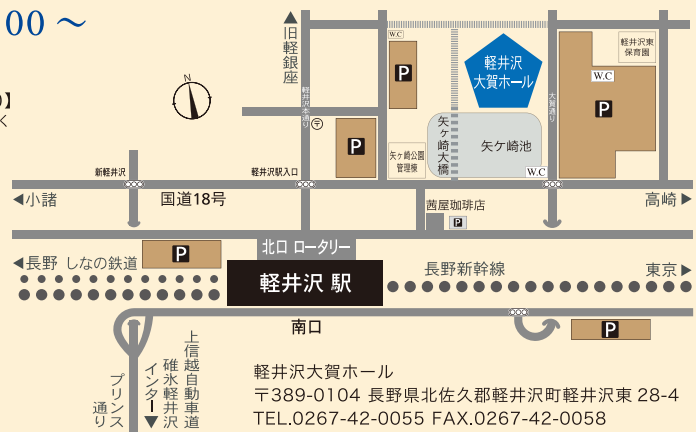 00 ～
】
く
▲旧軽銀座
N
W.C
P
軽井沢
大賀ホール
軽井沢東
保育園
W.C
P
軽井沢本通り
〒
P
矢ヶ崎大橋
矢ヶ崎池
大賀通り
矢ヶ崎公園
管理棟
W.C
新軽井沢
軽井沢駅入口
◀小諸
国道18号
高崎▶
茜屋珈琲店
P
北口 ロータリー
P
◀長野 しなの鉄道
軽井沢 駅
長野新幹線
東京▶
南口
P
プリンス通り
上信越自動車道
碓氷軽井沢
インター▼
軽井沢大賀ホール
〒389-0104 長野県北佐久郡軽井沢町軽井沢東 28-4
TEL.0267-42-0055 FAX.0267-42-0058